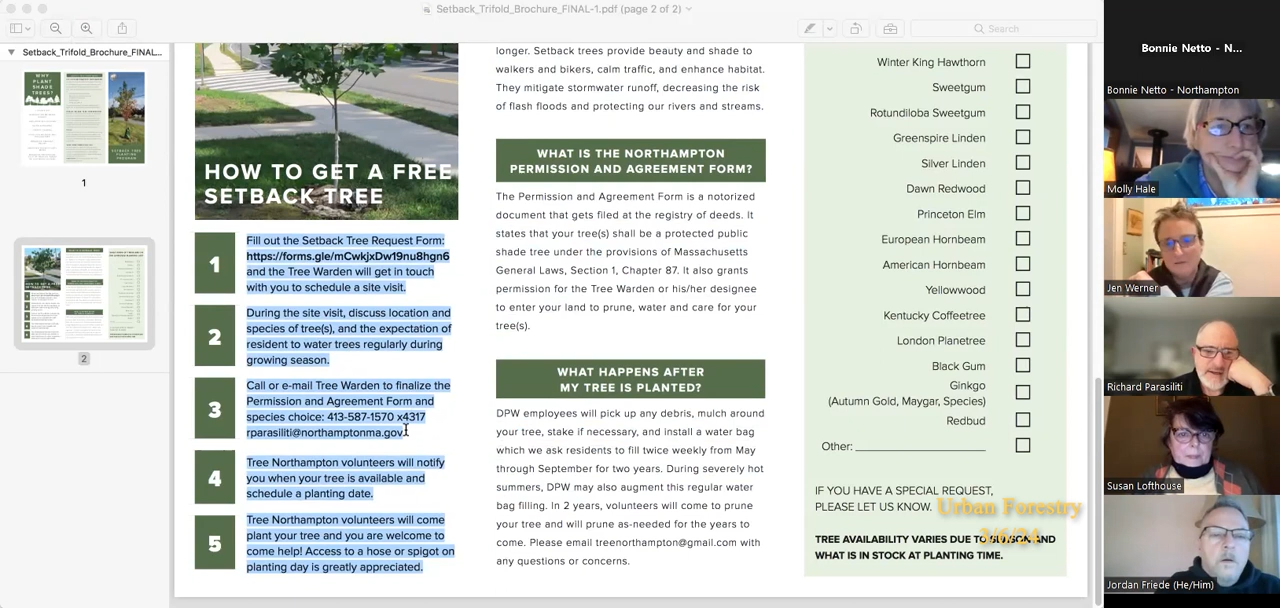 Setback_Trifold_Brochure_FINAL-1.pdf (page 2 of 2)
Search
Setback_Trifold_Brochure_FINAL...
WHY
PLANT
SHADE
TREES?
SETBACK TREE
PLANTING
PROGRAM
1
2
HOW TO GET A FREE
SETBACK TREE
1
Fill out the Setback Tree Request Form:
https://forms.gle/mCwkjxDw19nu8hgn6
and the Tree Warden will get in touch
with you to schedule a site visit.
2
During the site visit, discuss location and
species of tree(s), and the expectation of
resident to water trees regularly during
growing season.
3
Call or e-mail Tree Warden to finalize the
Permission and Agreement Form and
species choice: 413-587-1570 x4317
rparasiliti@northamptonma.gov
4
Tree Northampton volunteers will notify
you when your tree is available and
schedule a planting date.
5
Tree Northampton volunteers will come
plant your tree and you are welcome to
come help! Access to a hose or spigot on
planting day is greatly appreciated.
longer. Setback trees provide beauty and shade to
walkers and bikers, calm traffic, and enhance habitat.
They mitigate stormwater runoff, decreasing the risk
of flash floods and protecting our rivers and streams.
WHAT IS THE NORTHAMPTON
PERMISSION AND AGREEMENT FORM?
The Permission and Agreement Form is a notorized
document that gets filed at the registry of deeds. It
states that your tree(s) shall be a protected public
shade tree under the provisions of Massachusetts
General Laws, Section 1, Chapter 87. It also grants
permission for the Tree Warden or his/her designee
to enter your land to prune, water and care for your
tree(s).
WHAT HAPPENS AFTER
MY TREE IS PLANTED?
DPW employees will pick up any debris, mulch around
your tree, stake if necessary, and install a water bag
which we ask residents to fill twice weekly from May
through September for two years. During severely hot
summers, DPW may also augment this regular water
bag filling. In 2 years, volunteers will come to prune
your tree and will prune as-needed for the years to
come. Please email treenorthampton@gmail.com with
any questions or concerns.
Winter King Hawthorn
Sweetgum
Rotundiloba Sweetgum
Greenspire Linden
Silver Linden
Dawn Redwood
Princeton Elm
European Hornbeam
American Hornbeam
Yellowwood
Kentucky Coffeetree
London Planetree
Black Gum
Ginkgo
(Autumn Gold, Maygar, Species)
Redbud
Other:
IF YOU HAVE A SPECIAL REQUEST,
PLEASE LET US KNOW.
Urban Forestry
3/6/24
TREE AVAILABILITY VARIES DUE TO SEASON AND
WHAT IS IN STOCK AT PLANTING TIME.
Bonnie Netto - N...
Bonnie Netto - Northampton
Molly Hale
Jen Werner
Richard Parasiliti
Susan Lofthouse
Jordan Friede (He/Him)